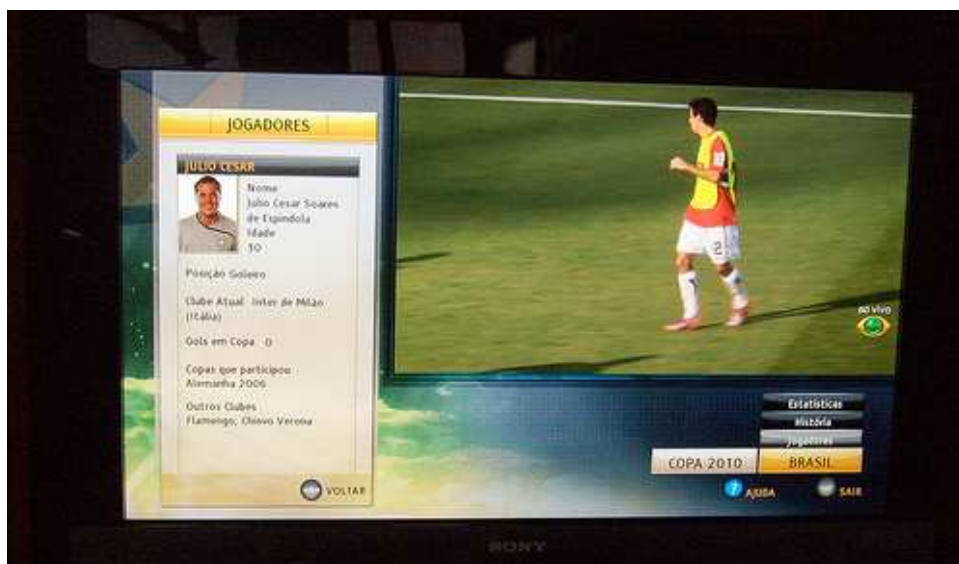 JOGADORES
JULIO CESAR
Nome
Julio Cesar Soares
de Espindola
Idade
30
Posição Goleiro
Clube Atual Inter de Milão
(Itália)
Gols em Copa 0
Copas que participou
Alemanha 2006
Outros Clubes
Flamengo, Chievo Verona
VOLTAR
2
AO VIVO
Estatísticas
História
Jogadores
COPA 2010
BRASIL
? AJUDA
SAIR
SONY